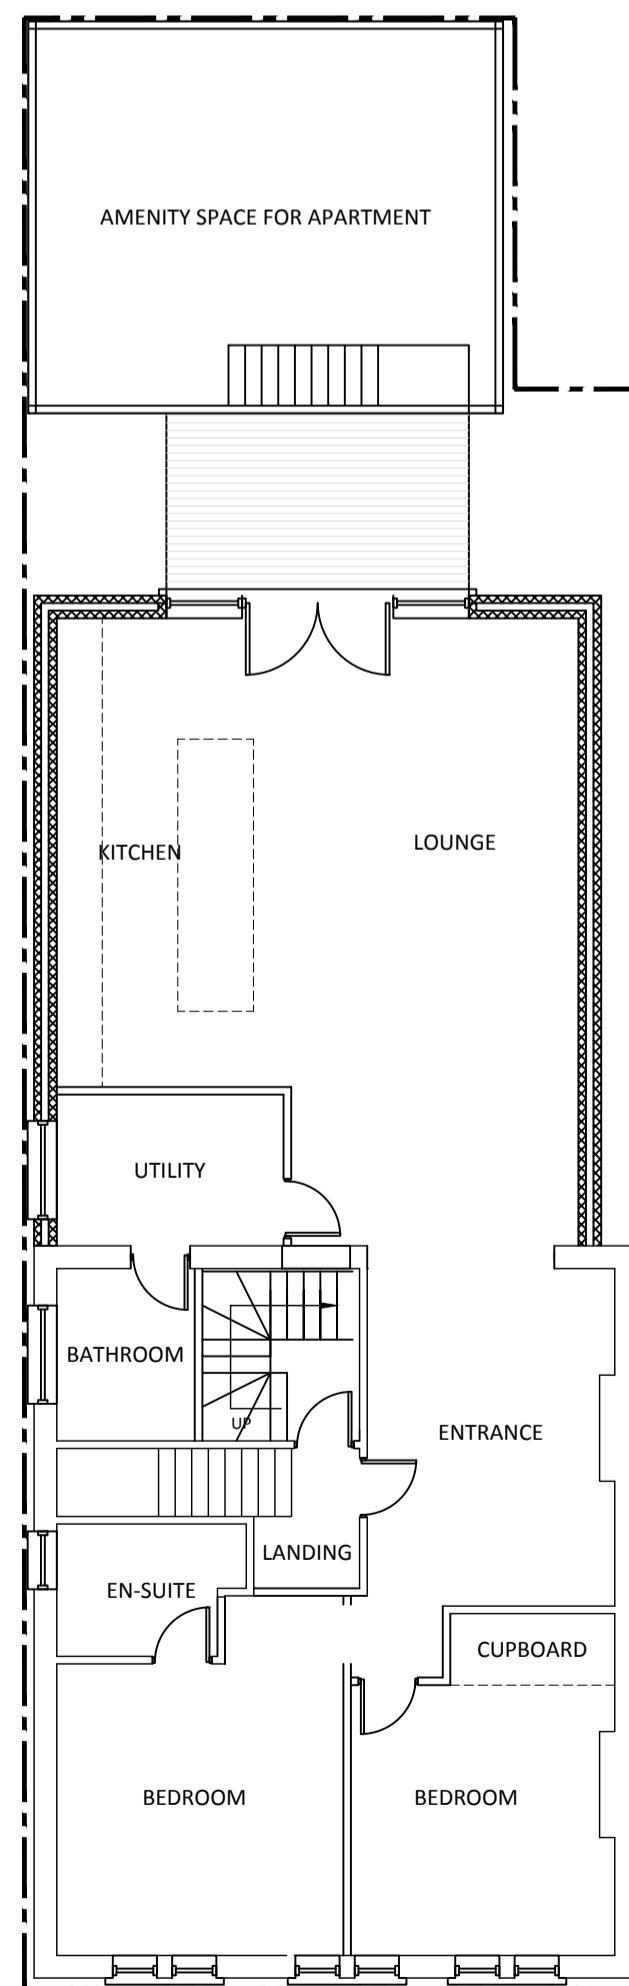 AMENITY SPACE FOR APARTMENT
KITCHEN
LOUNGE
UTILITY
BATHROOM
UP
ENTRANCE
LANDING
EN-SUITE
CUPBOARD
BEDROOM
BEDROOM